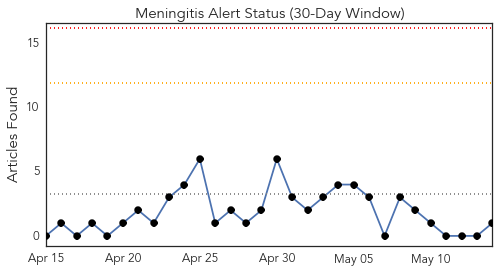 Meningitis Alert Status (30-Day Window)
Articles Found
15
10
5
0
Apr 15
Apr 20
Apr 25
Apr 30
May 05
May 10